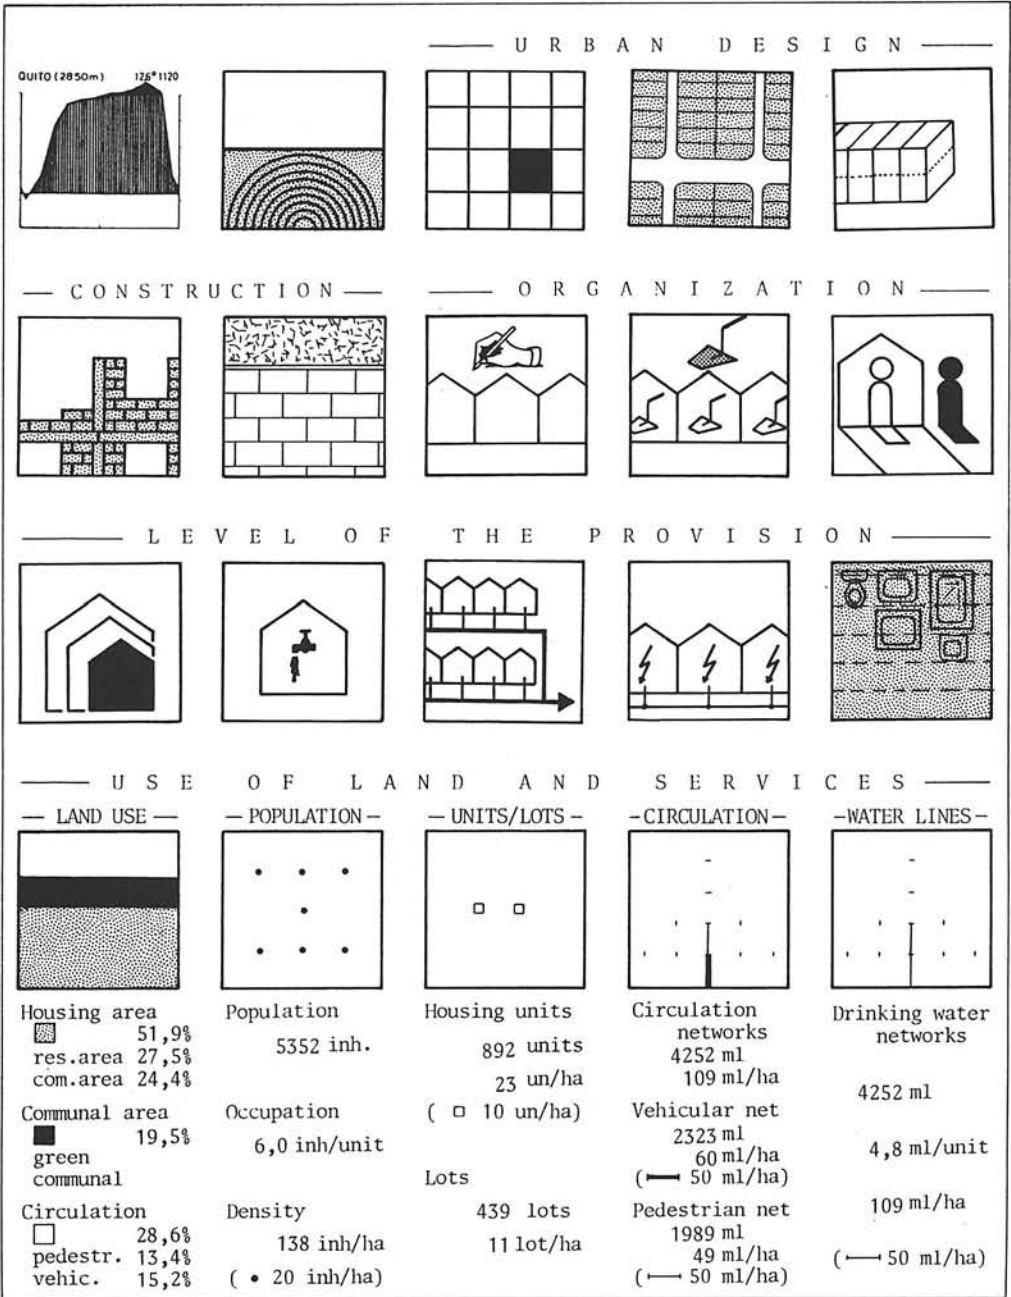 URBAN DESIGN
QUITO (2850m) 12,6° 1120
CONSTRUCTION
ORGANIZATION
LEVEL OF THE PROVISION
USE OF LAND AND SERVICES
LAND USE
Housing area
51,9%
res.area 27,5%
com.area 24,4%
Communal area
19,5%
green
communal
Circulation
28,6%
pedestr. 13,4%
vehic. 15,2%
POPULATION
Population
5352 inh.
Occupation
6,0 inh/unit
Density
138 inh/ha
( • 20 inh/ha)
UNITS/LOTS
Housing units
892 units
23 un/ha
( □ 10 un/ha)
Lots
439 lots
11 lot/ha
CIRCULATION
Circulation
networks
4252 ml
109 ml/ha
Vehicular net
2323 ml
60 ml/ha
( 50 ml/ha)
Pedestrian net
1989 ml
49 ml/ha
( 50 ml/ha)
WATER LINES
Drinking water
networks
4252 ml
4,8 ml/unit
109 ml/ha
( 50 ml/ha)